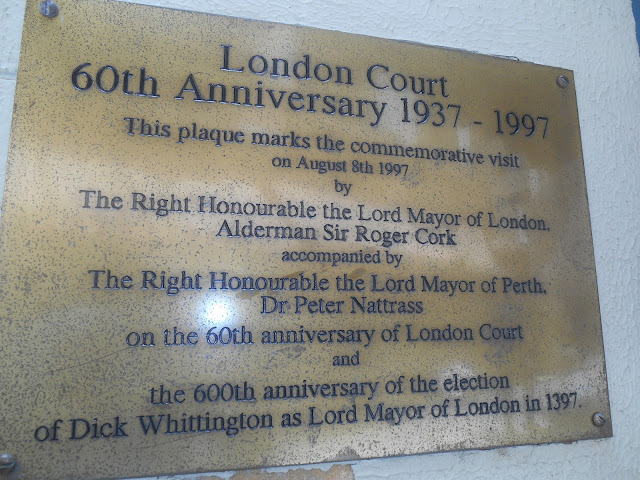 London Court
60th Anniversary 1937 - 1997
This plaque marks the commemorative visit
on August 8th 1997
by
The Right Honourable the Lord Mayor of London,
Alderman Sir Roger Cork
accompanied by
The Right Honourable the Lord Mayor of Perth,
Dr Peter Nattrass
on the 60th anniversary of London Court
and
the 600th anniversary of the election
of Dick Whittington as Lord Mayor of London in 1397.